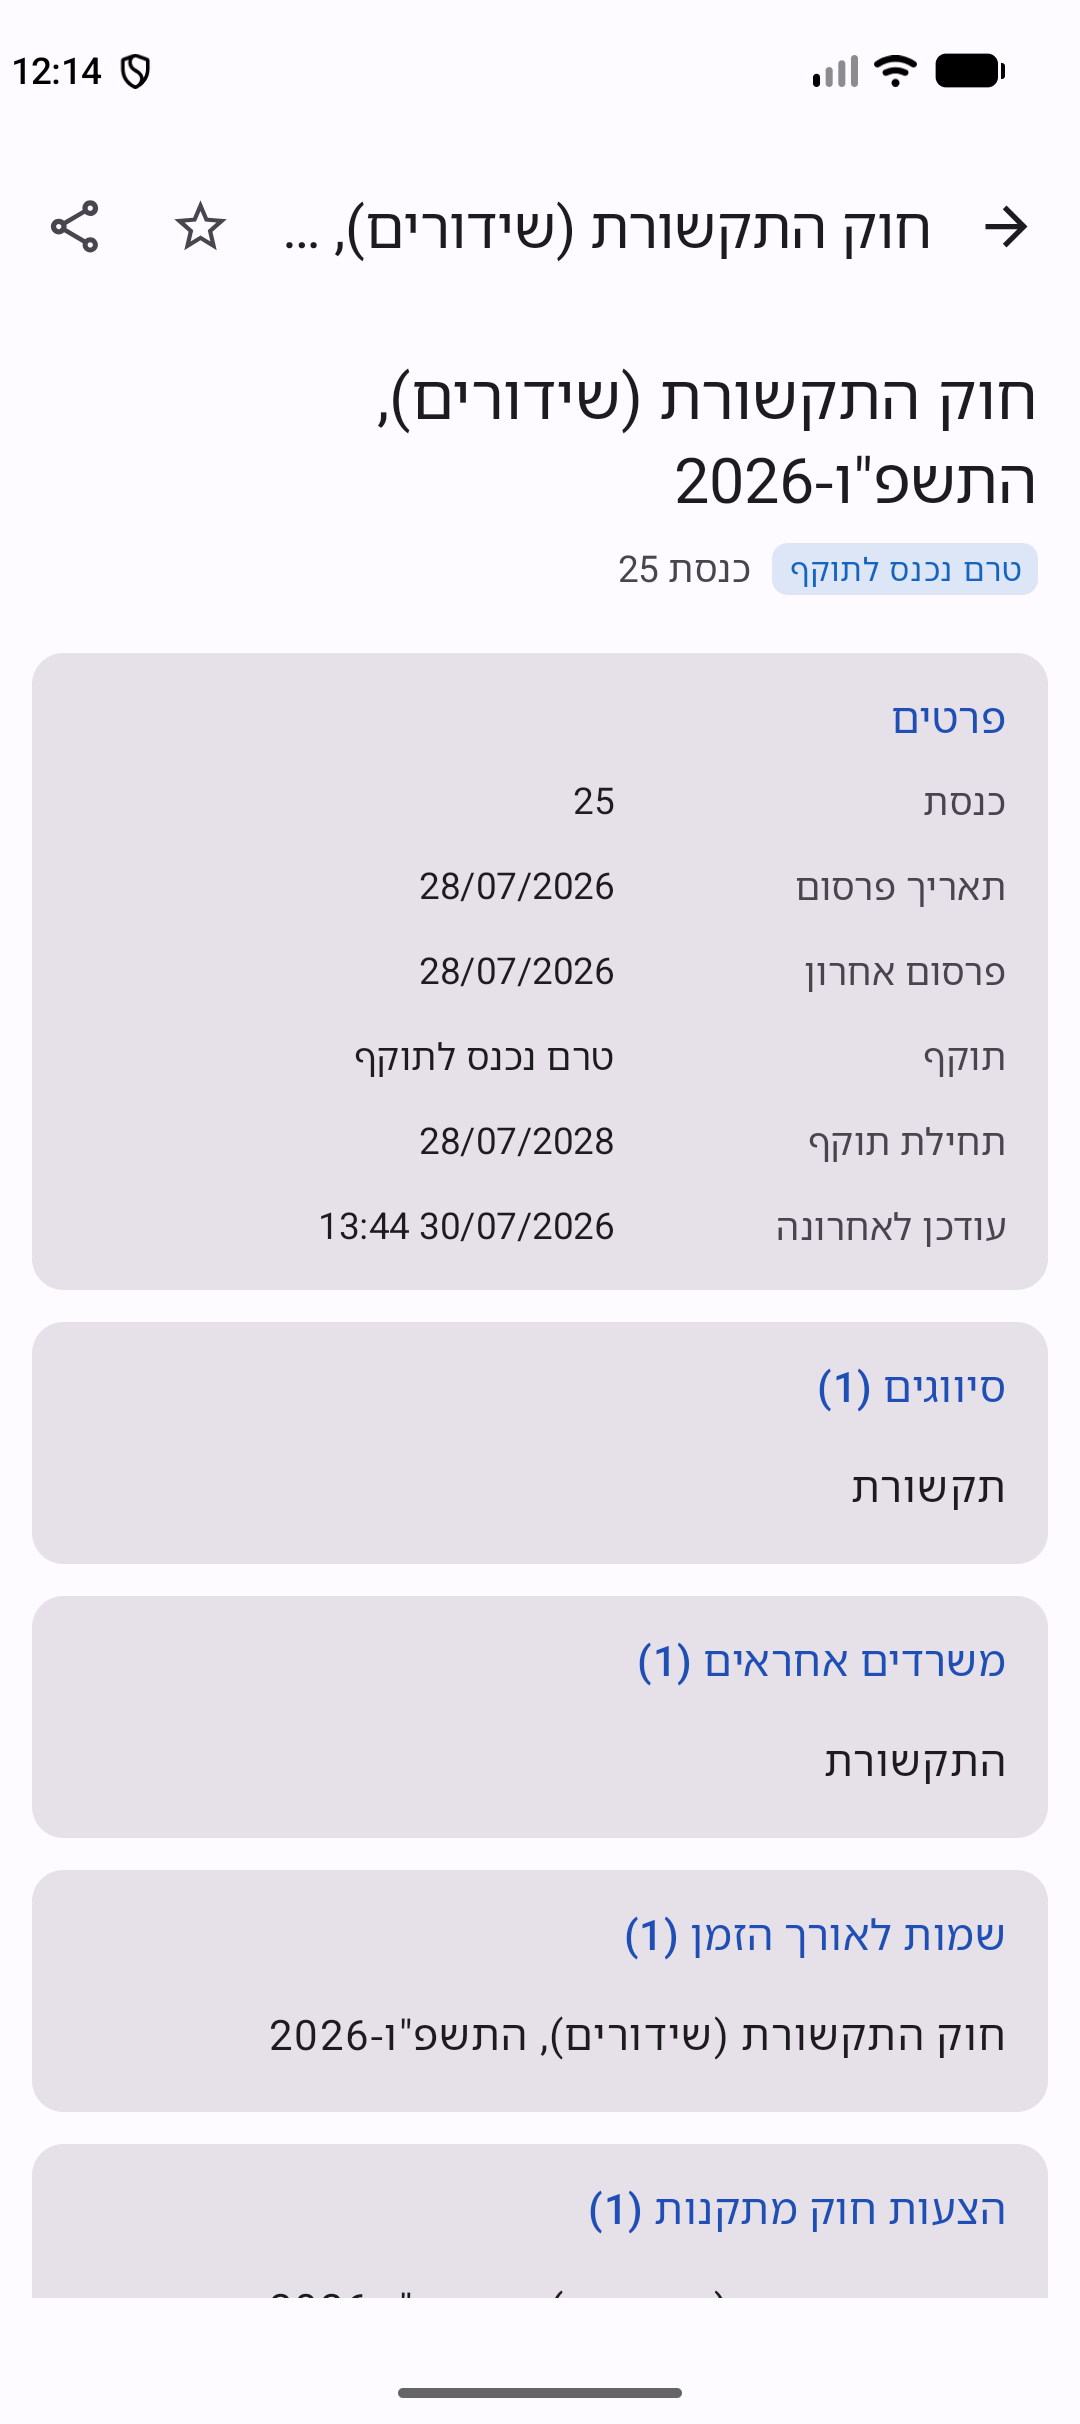 12:14
חוק התקשורת (שידורים), ...
חוק התקשורת (שידורים),
התשפ"ו-2026
טרם נכנס לתוקף כנסת 25
פרטים
כנסת 25
תאריך פרסום 28/07/2026
פרסום אחרון 28/07/2026
תוקף טרם נכנס לתוקף
תחילת תוקף 28/07/2028
עודכן לאחרונה 30/07/2026 13:44
סיווגים (1)
תקשורת
משרדים אחראים (1)
התקשורת
שמות לאורך הזמן (1)
חוק התקשורת (שידורים), התשפ"ו-2026
הצעות חוק מתקנות (1)